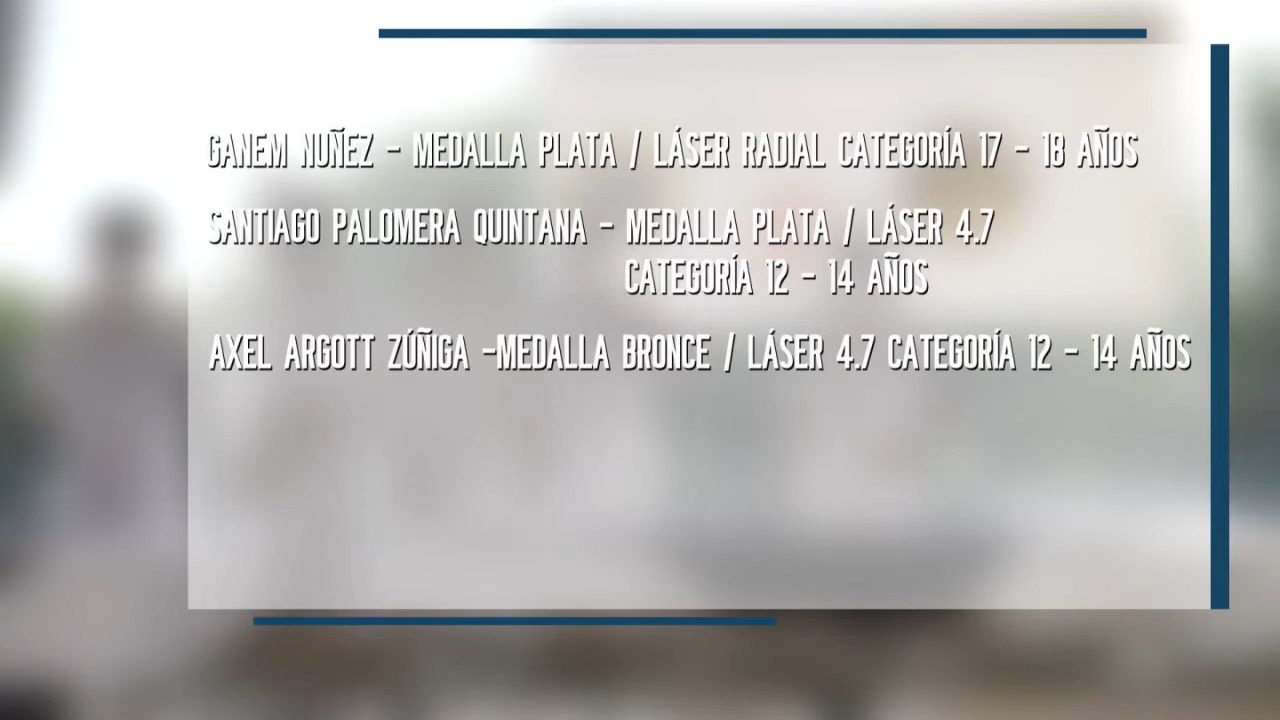 GANEM NUÑEZ - MEDALLA PLATA / LÁSER RADIAL CATEGORÍA 17 - 18 AÑOS
SANTIAGO PALOMERA QUINTANA - MEDALLA PLATA / LÁSER 4.7
CATEGORÍA 12 - 14 AÑOS
AXEL ARGOTT ZÚÑIGA -MEDALLA BRONCE / LÁSER 4.7 CATEGORÍA 12 - 14 AÑOS